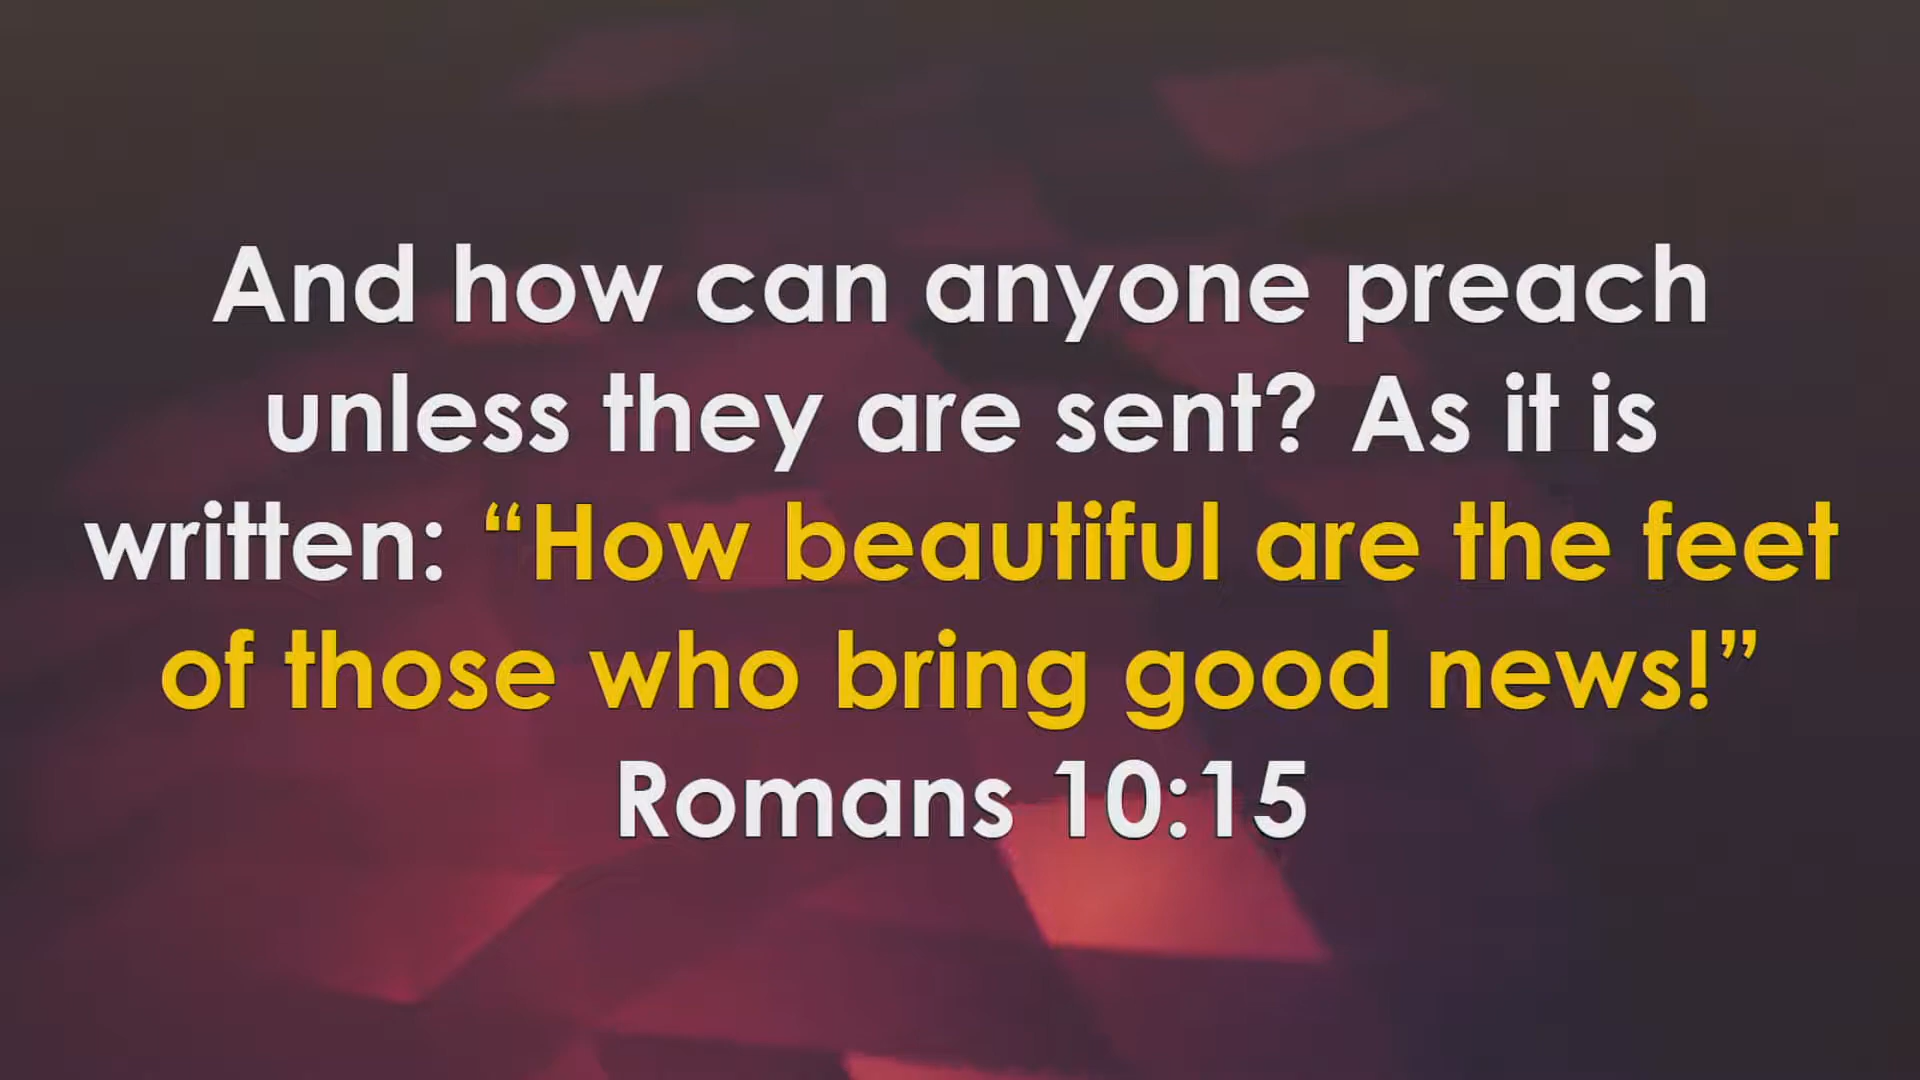 And how can anyone preach
unless they are sent? As it is
written: “How beautiful are the feet
of those who bring good news!”
Romans 10:15